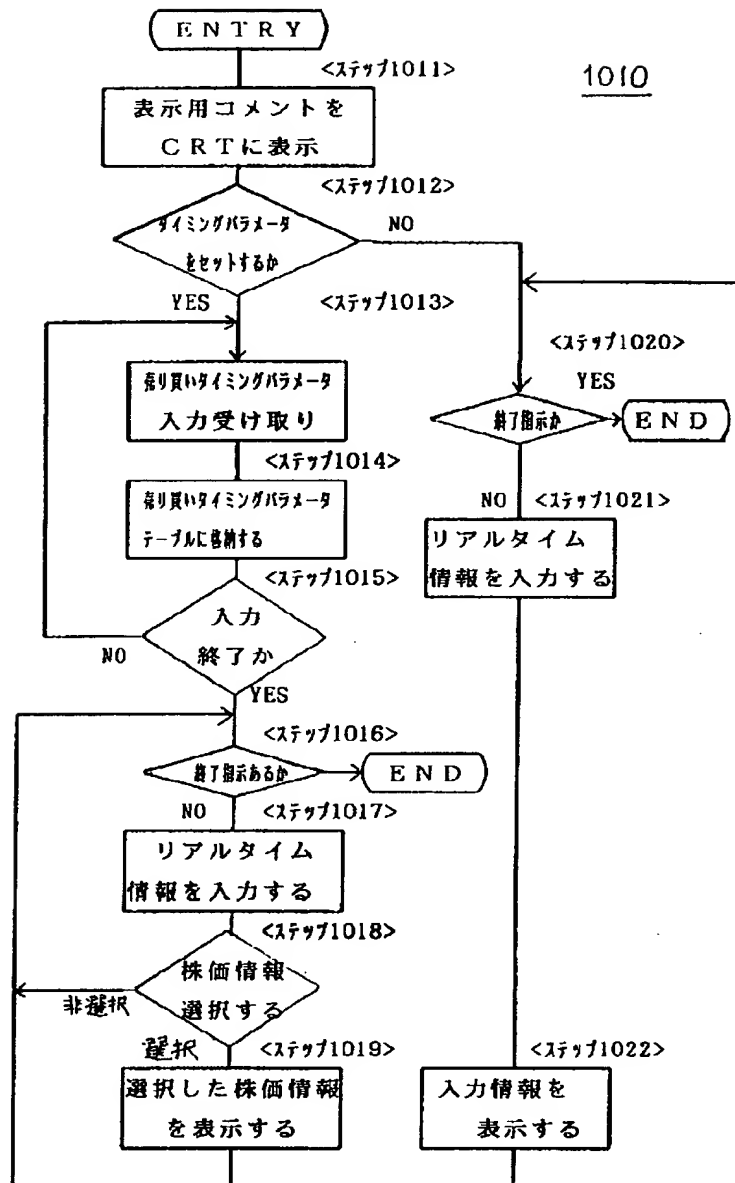 ENTRY
<ステップ1011>
1010
表示用コメントを
CRTに表示
<ステップ1012>
タイミングパラメータ
をセットするか
NO
YES
<ステップ1013>
売り買いタイミングパラメータ
入力受け取り
<ステップ1014>
売り買いタイミングパラメータ
テーブルに格納する
<ステップ1015>
入力
終了か
NO
YES
<ステップ1016>
終了指示あるか
END
NO
<ステップ1017>
リアルタイム
情報を入力する
<ステップ1018>
株価情報
選択する
非選択
選択
<ステップ1019>
選択した株価情報
を表示する
<ステップ1020>
YES
終了指示か
END
NO
<ステップ1021>
リアルタイム
情報を入力する
<ステップ1022>
入力情報を
表示する